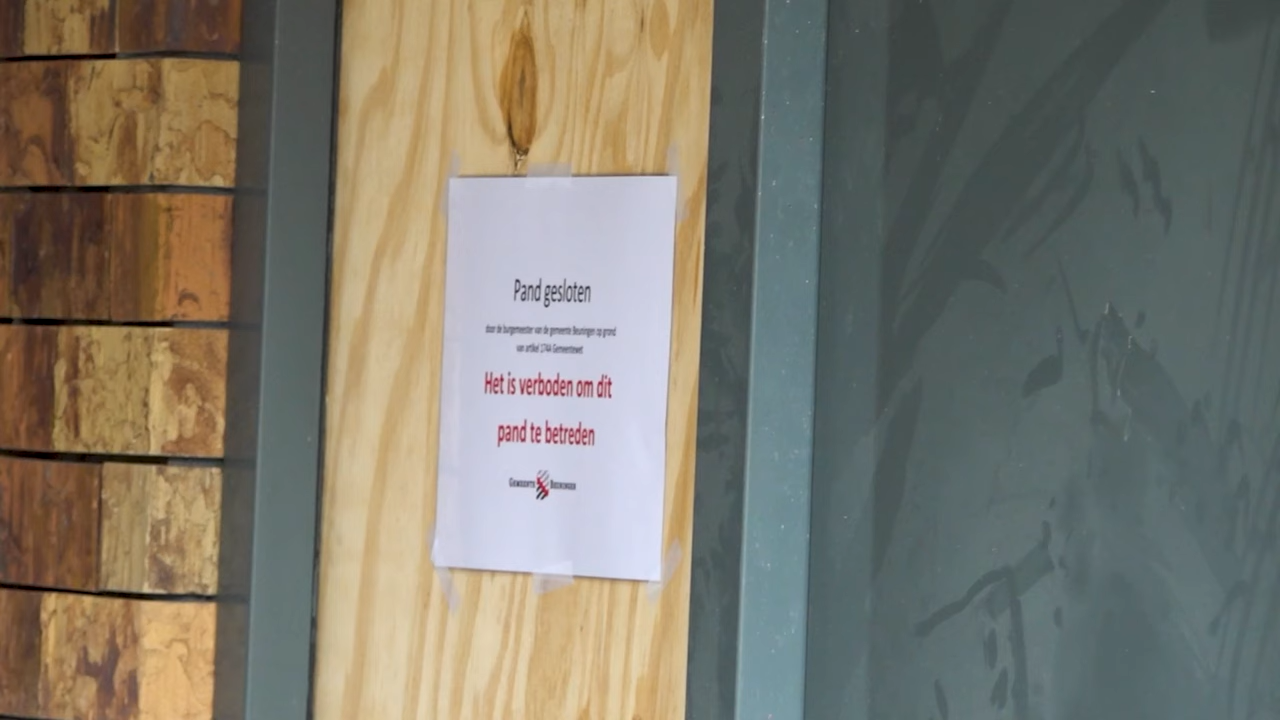 Pand gesloten
door de burgemeester van de gemeente Beuningen op grond
van artikel 174A Gemeentewet
Het is verboden om dit
pand te betreden
GEMEENTE BEUNINGEN